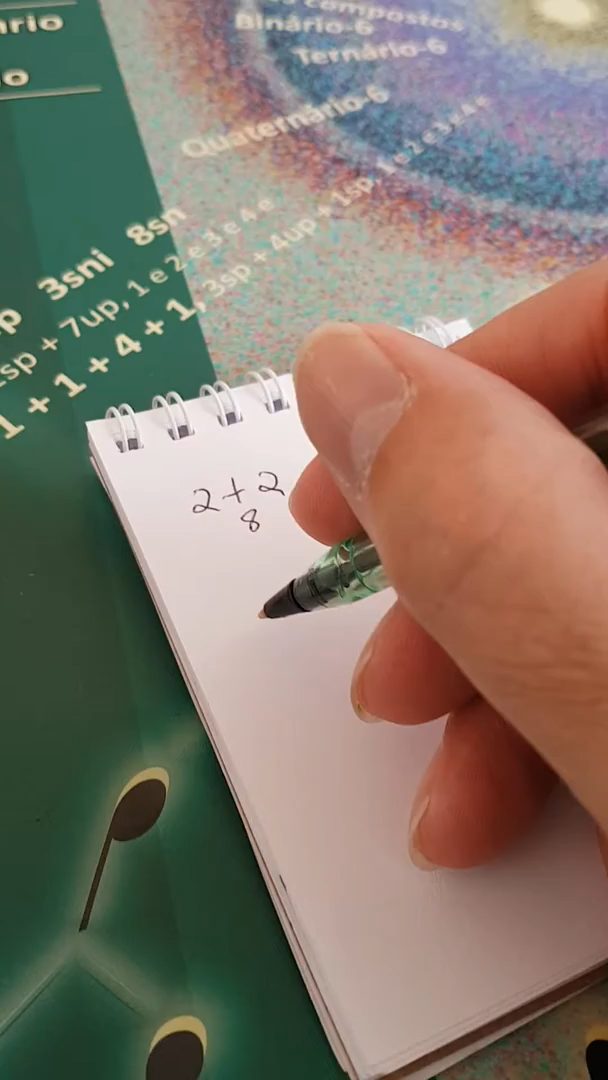 ário
o
s compostos
Binário-6
Ternário-6
Quaternário-6
p 3sni 8sn
sp + 7up, 1 e 2 e 3 e 4 e
1 + 1 + 4 + 1, 3sp + 4up + 1sp, 1 e 2 e 3 e 4 e
2 + 2
8